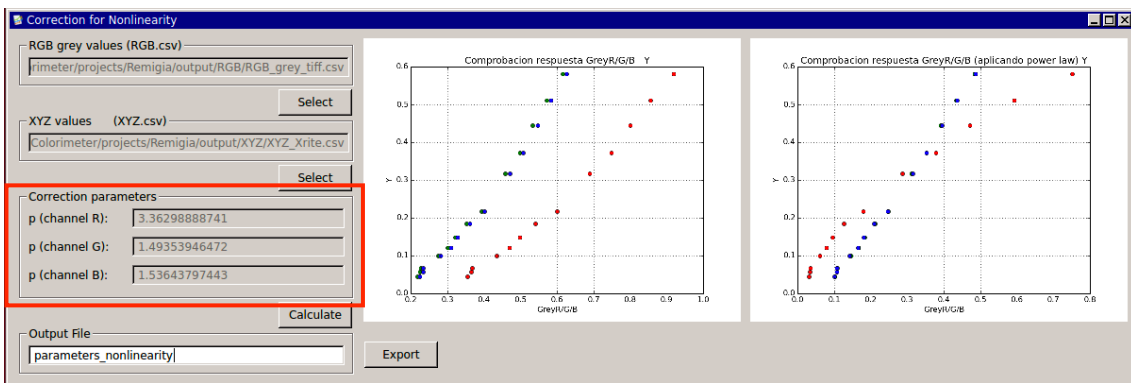 Correction for Nonlinearity
RGB grey values (RGB.csv)
rimeter/projects/Remigia/output/RGB/RGB_grey_tiff.csv
Select
XYZ values (XYZ.csv)
Colorimeter/projects/Remigia/output/XYZ/XYZ_Xrite.csv
Select
Correction parameters
p (channel R): 3.36298888741
p (channel G): 1.49353946472
p (channel B): 1.53643797443
Calculate
Output File
parameters_nonlinearity
Export
Comprobacion respuesta GreyR/G/B Y
0.6
0.5
0.4
0.3
0.2
0.1
0.0
Y
0.2 0.3 0.4 0.5 0.6 0.7 0.8 0.9 1.0
GreyR/G/B
Comprobacion respuesta GreyR/G/B (aplicando power law) Y
0.6
0.5
0.4
0.3
0.2
0.1
0.0
Y
0.0 0.1 0.2 0.3 0.4 0.5 0.6 0.7 0.8
GreyR/G/B